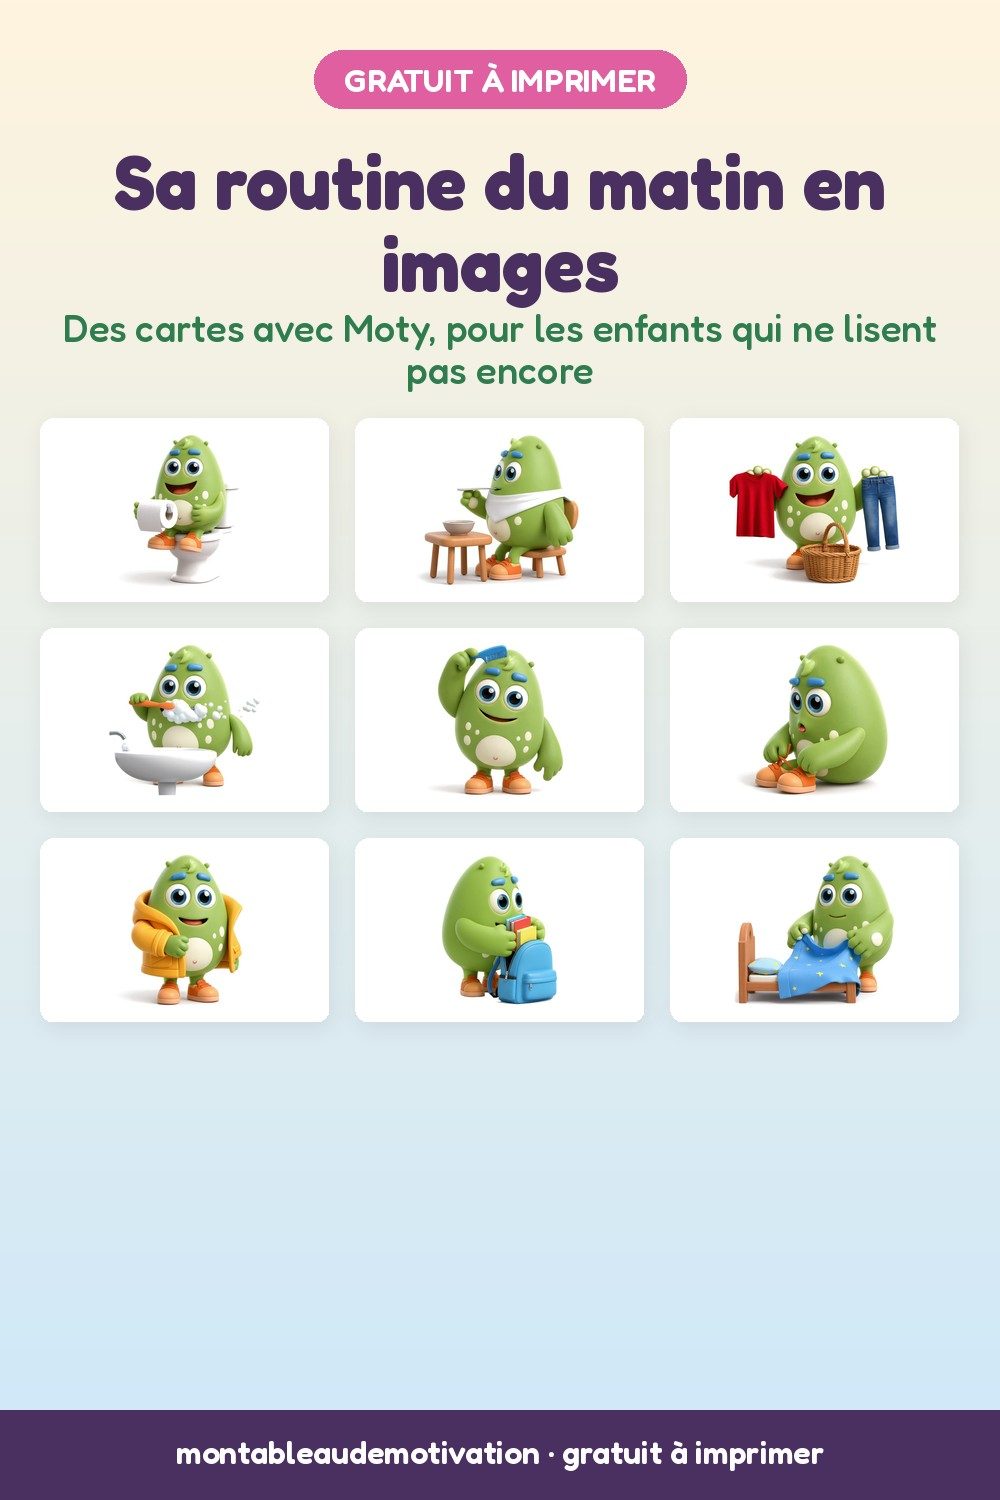 GRATUIT À IMPRIMER
Sa routine du matin en
images
Des cartes avec Moty, pour les enfants qui ne lisent
pas encore
montableaudemotivation · gratuit à imprimer